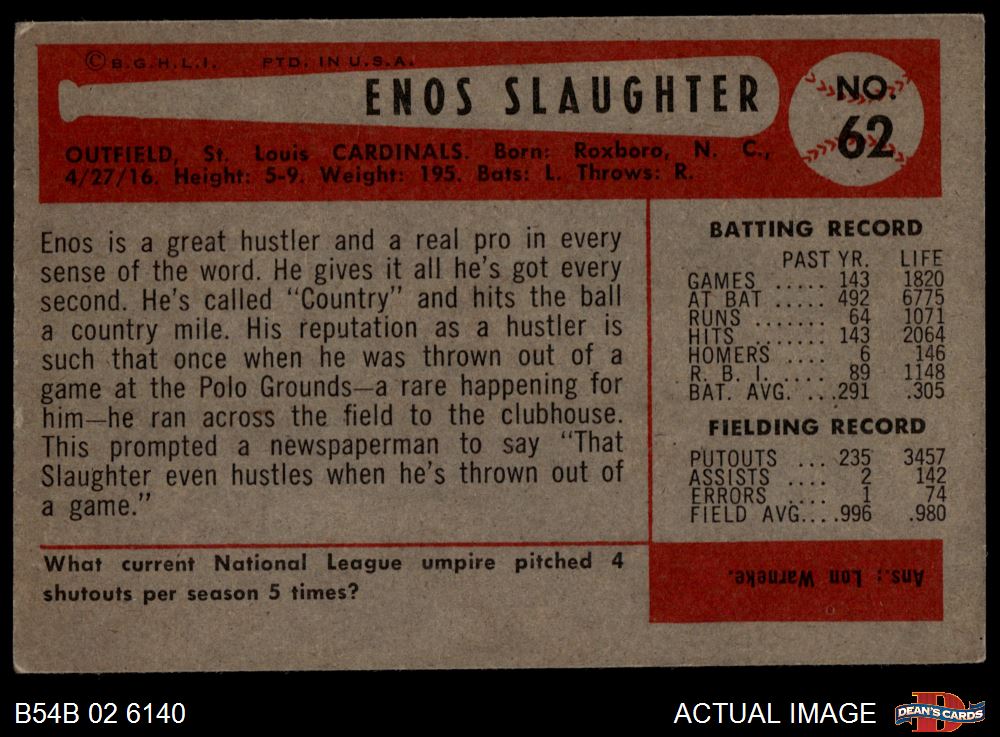 © B.G.H.L.I. PTD. IN U.S.A.
ENOS SLAUGHTER
NO.
62
OUTFIELD, St. Louis CARDINALS. Born: Roxboro, N. C.,
4/27/16. Height: 5-9. Weight: 195. Bats: L. Throws: R.
Enos is a great hustler and a real pro in every
sense of the word. He gives it all he's got every
second. He's called "Country" and hits the ball
a country mile. His reputation as a hustler is
such that once when he was thrown out of a
game at the Polo Grounds—a rare happening for
him—he ran across the field to the clubhouse.
This prompted a newspaperman to say "That
Slaughter even hustles when he's thrown out of
a game."
What current National League umpire pitched 4
shutouts per season 5 times?
BATTING RECORD
PAST YR. LIFE
GAMES ..... 143 1820
AT BAT ..... 492 6775
RUNS ....... 64 1071
HITS ....... 143 2064
HOMERS .... 6 146
R. B. I. .... 89 1148
BAT. AVG. ...291 .305
FIELDING RECORD
PUTOUTS ... 235 3457
ASSISTS .... 2 142
ERRORS .... 1 74
FIELD AVG....996 .980
Ans.: Lon Warneke.
B54B 02 6140
ACTUAL IMAGE
DEAN'S CARDS